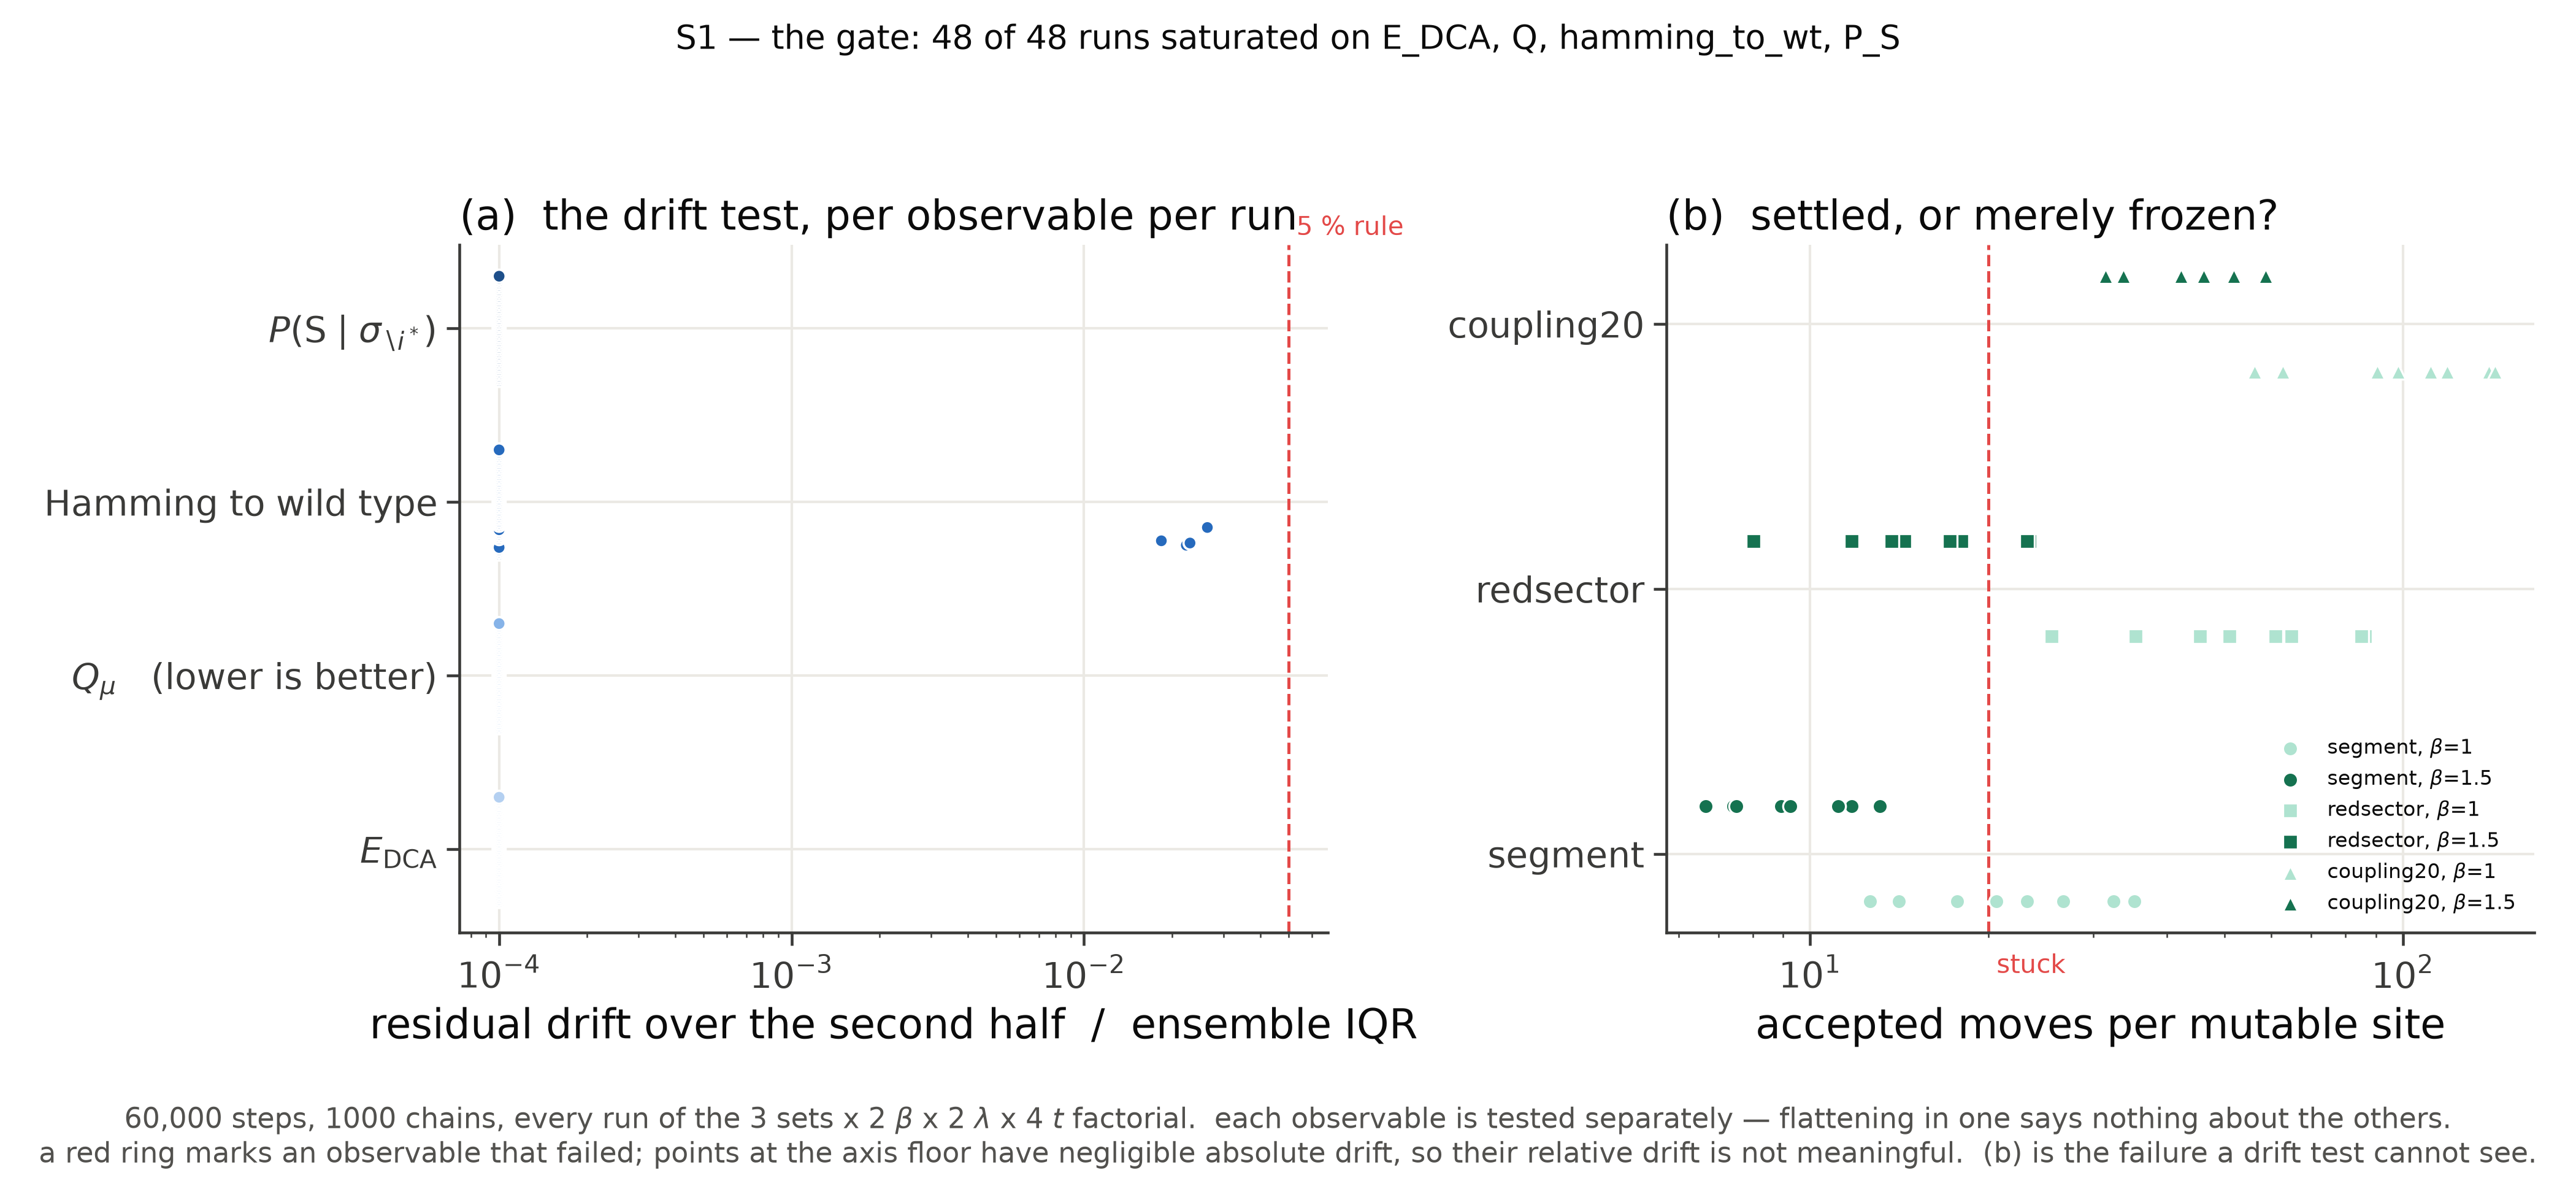 S1 — the gate: 48 of 48 runs saturated on E_DCA, Q, hamming_to_wt, P_S
(a) the drift test, per observable per run
5 % rule
P(S | σ\i*)
Hamming to wild type
Qμ (lower is better)
E_DCA
10⁻⁴ 10⁻³ 10⁻²
residual drift over the second half / ensemble IQR
(b) settled, or merely frozen?
coupling20
redsector
segment
segment, β=1
segment, β=1.5
redsector, β=1
redsector, β=1.5
coupling20, β=1
coupling20, β=1.5
10¹ 10²
stuck
accepted moves per mutable site
60,000 steps, 1000 chains, every run of the 3 sets x 2 β x 2 λ x 4 t factorial. each observable is tested separately — flattening in one says nothing about the others.
a red ring marks an observable that failed; points at the axis floor have negligible absolute drift, so their relative drift is not meaningful. (b) is the failure a drift test cannot see.